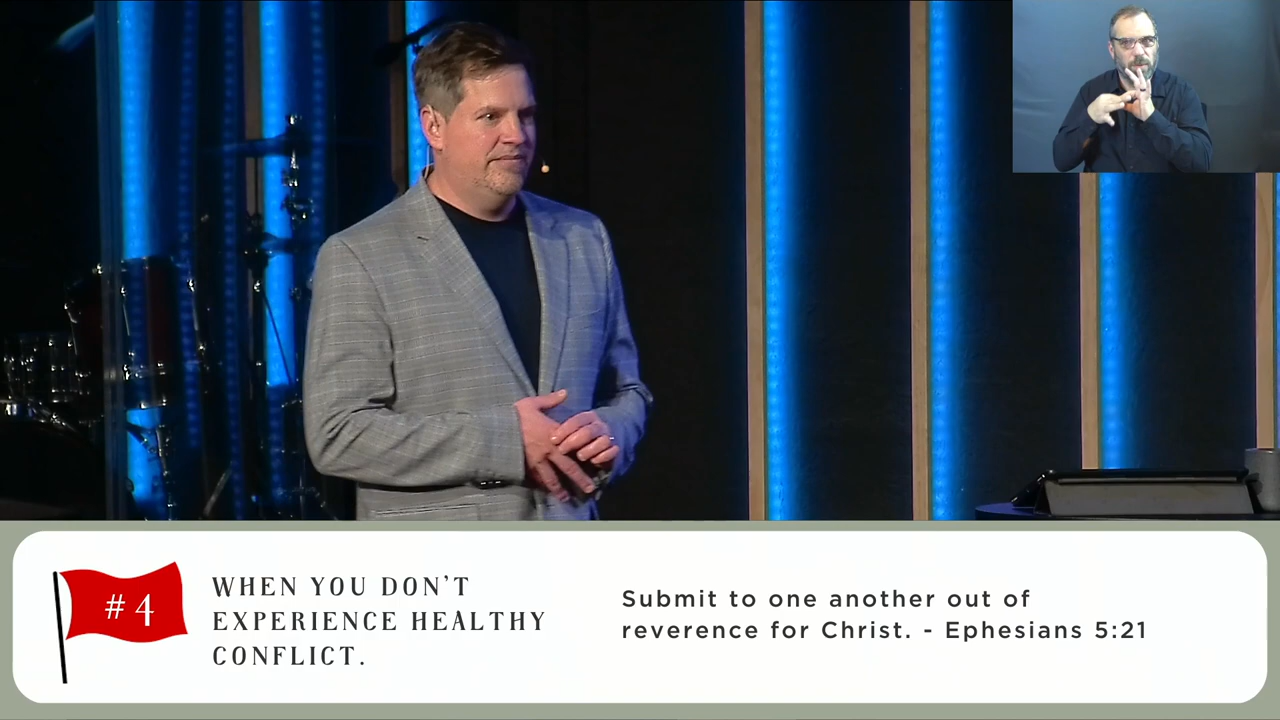 # 4
WHEN YOU DON'T
EXPERIENCE HEALTHY
CONFLICT.
Submit to one another out of
reverence for Christ. - Ephesians 5:21